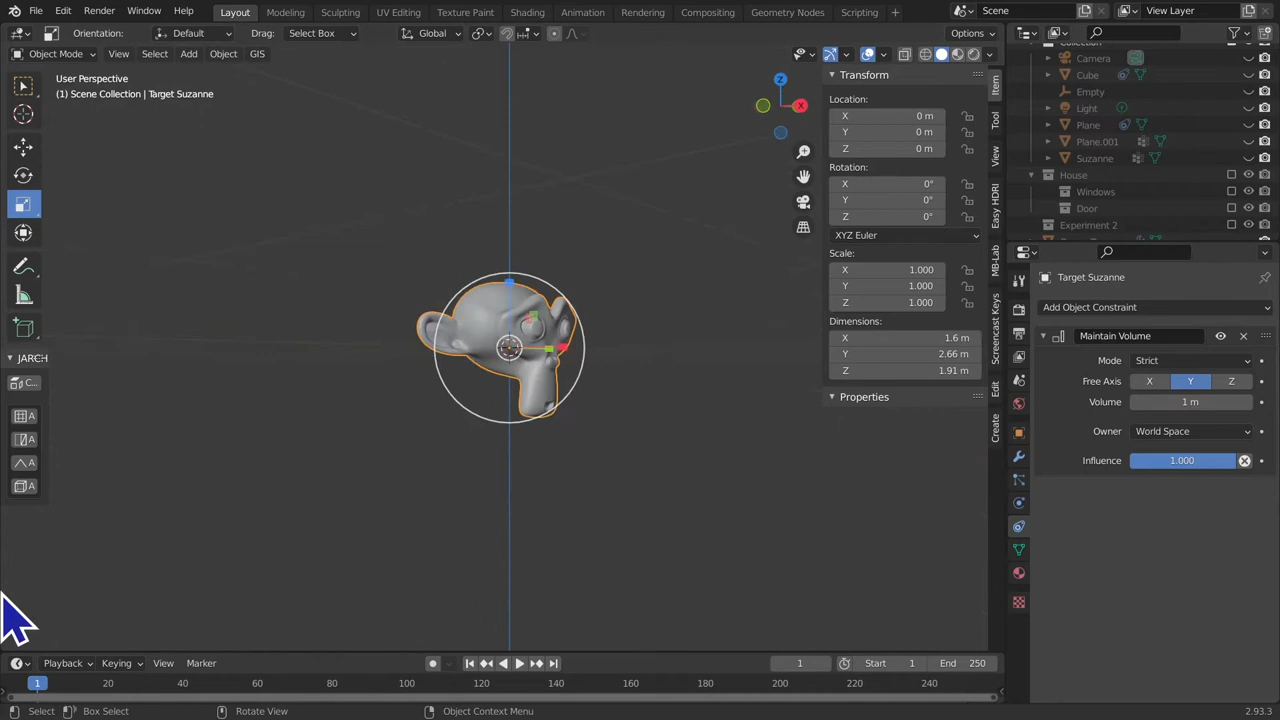 File Edit Render Window Help Layout Modeling Sculpting UV Editing Texture Paint Shading Animation Rendering Compositing Geometry Nodes Scripting + Scene View Layer
Orientation: Default Drag: Select Box Global Options
Object Mode View Select Add Object GIS
User Perspective
(1) Scene Collection | Target Suzanne
Z
X
Transform
Location:
X 0 m
Y 0 m
Z 0 m
Rotation:
X 0°
Y 0°
Z 0°
XYZ Euler
Scale:
X 1.000
Y 1.000
Z 1.000
Dimensions:
X 1.6 m
Y 2.66 m
Z 1.91 m
Properties
Item
Tool
View
Easy HDRI
MB-Lab
Screencast Keys
Edit
Create
Collection
Camera
Cube
Empty
Light
Plane
Plane.001
Suzanne
House
Windows
Door
Experiment 2
Target Suzanne
Add Object Constraint
Maintain Volume
Mode Strict
Free Axis X Y Z
Volume 1 m
Owner World Space
Influence 1.000
JARCH
C...
A
A
A
A
Playback Keying View Marker 1 Start 1 End 250
1 20 40 60 80 100 120 140 160 180 200 220 240
Select Box Select Rotate View Object Context Menu 2.93.3